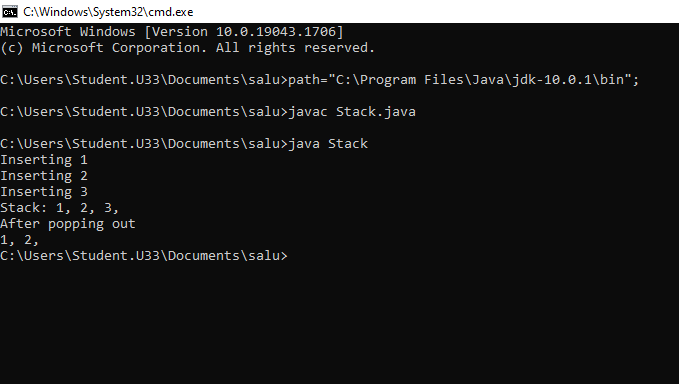 C:\Windows\System32\cmd.exe
Microsoft Windows [Version 10.0.19043.1706]
(c) Microsoft Corporation. All rights reserved.
C:\Users\Student.U33\Documents\salu>path="C:\Program Files\Java\jdk-10.0.1\bin";
C:\Users\Student.U33\Documents\salu>javac Stack.java
C:\Users\Student.U33\Documents\salu>java Stack
Inserting 1
Inserting 2
Inserting 3
Stack: 1, 2, 3,
After popping out
1, 2,
C:\Users\Student.U33\Documents\salu>